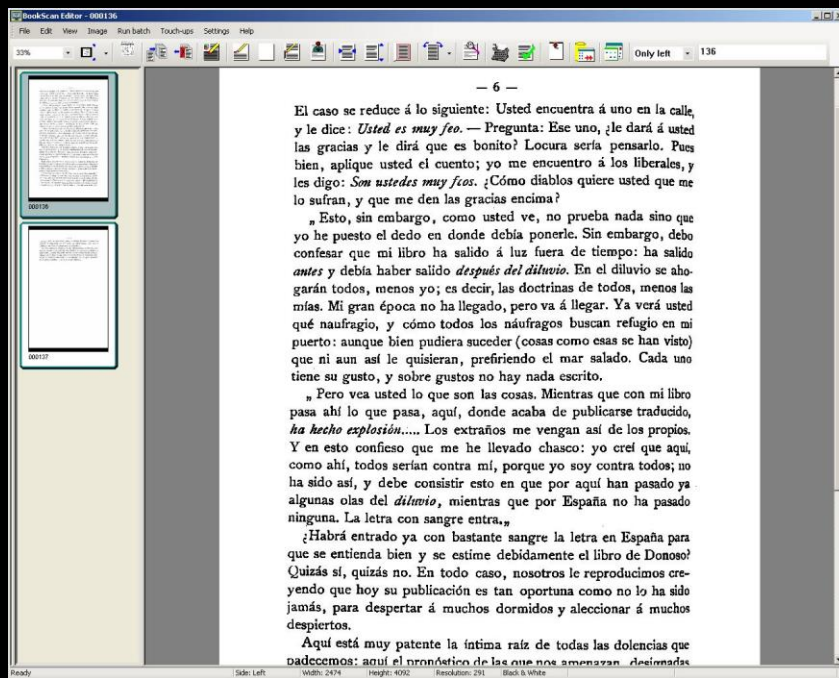 BookScan Editor - 000136
File Edit View Image Run batch Touch-ups Settings Help
33% Only left 136
000136
000137
— 6 —
El caso se reduce á lo siguiente: Usted encuentra á uno en la calle,
y le dice: Usted es muy feo. — Pregunta: Ese uno, ¿le dará á usted
las gracias y le dirá que es bonito? Locura sería pensarlo. Pues
bien, aplique usted el cuento; yo me encuentro á los liberales, y
les digo: Son ustedes muy feos. ¿Cómo diablos quiere usted que me
lo sufran, y que me den las gracias encima?
„ Esto, sin embargo, como usted ve, no prueba nada sino que
yo he puesto el dedo en donde debía ponerle. Sin embargo, debo
confesar que mi libro ha salido á luz fuera de tiempo: ha salido
antes y debía haber salido después del diluvio. En el diluvio se aho-
garán todos, menos yo; es decir, las doctrinas de todos, menos las
mías. Mi gran época no ha llegado, pero va á llegar. Ya verá usted
qué naufragio, y cómo todos los náufragos buscan refugio en mi
puerto: aunque bien pudiera suceder (cosas como esas se han visto)
que ni aun así le quisieran, prefiriendo el mar salado. Cada uno
tiene su gusto, y sobre gustos no hay nada escrito.
„ Pero vea usted lo que son las cosas. Mientras que con mi libro
pasa ahí lo que pasa, aquí, donde acaba de publicarse traducido,
ha hecho explosión..... Los extraños me vengan así de los propios.
Y en esto confieso que me he llevado chasco: yo creí que aquí,
como ahí, todos serían contra mí, porque yo soy contra todos; no
ha sido así, y debe consistir esto en que por aquí han pasado ya
algunas olas del diluvio, mientras que por España no ha pasado
ninguna. La letra con sangre entra.„
¿Habrá entrado ya con bastante sangre la letra en España para
que se entienda bien y se estime debidamente el libro de Donoso?
Quizás sí, quizás no. En todo caso, nosotros le reproducimos cre-
yendo que hoy su publicación es tan oportuna como no lo ha sido
jamás, para despertar á muchos dormidos y aleccionar á muchos
despiertos.
Aquí está muy patente la íntima raíz de todas las dolencias que
padecemos; aquí el pronóstico de las que nos amenazan, designadas
Ready Side: Left Width: 2474 Height: 4092 Resolution: 291 Black & White